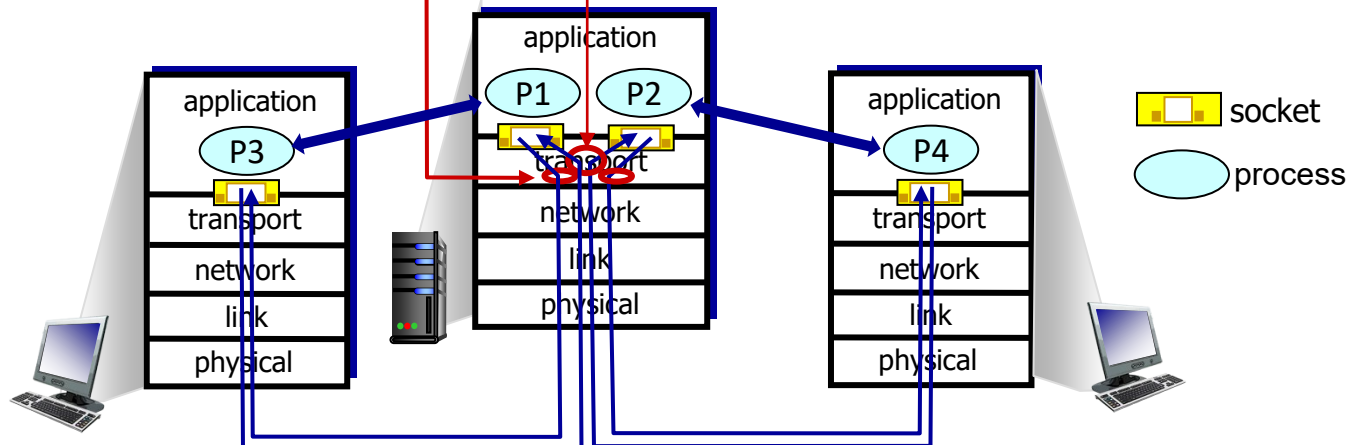 application
P3
transport
network
link
physical
application
P1
P2
transport
network
link
physical
application
P4
transport
network
link
physical
socket
process